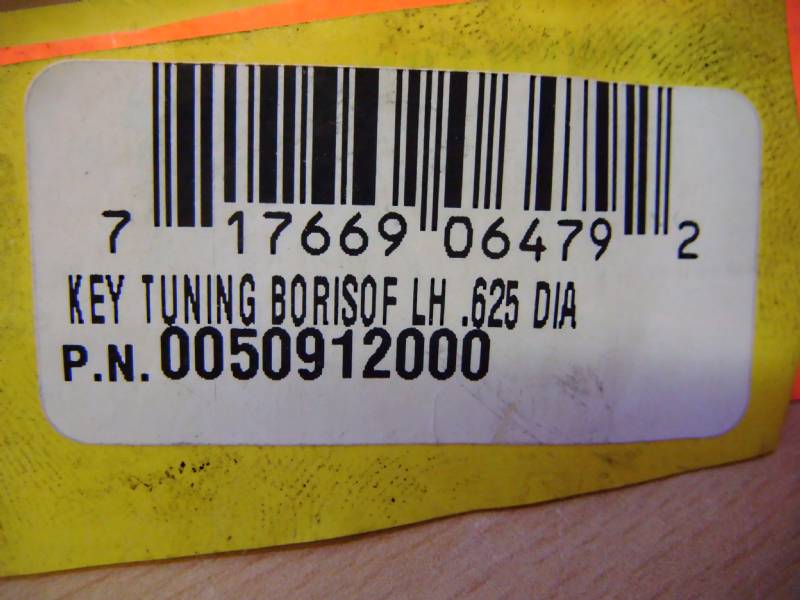 7 17669 06479 2
KEY TUNING BORISOF LH .625 DIA
P.N. 0050912000